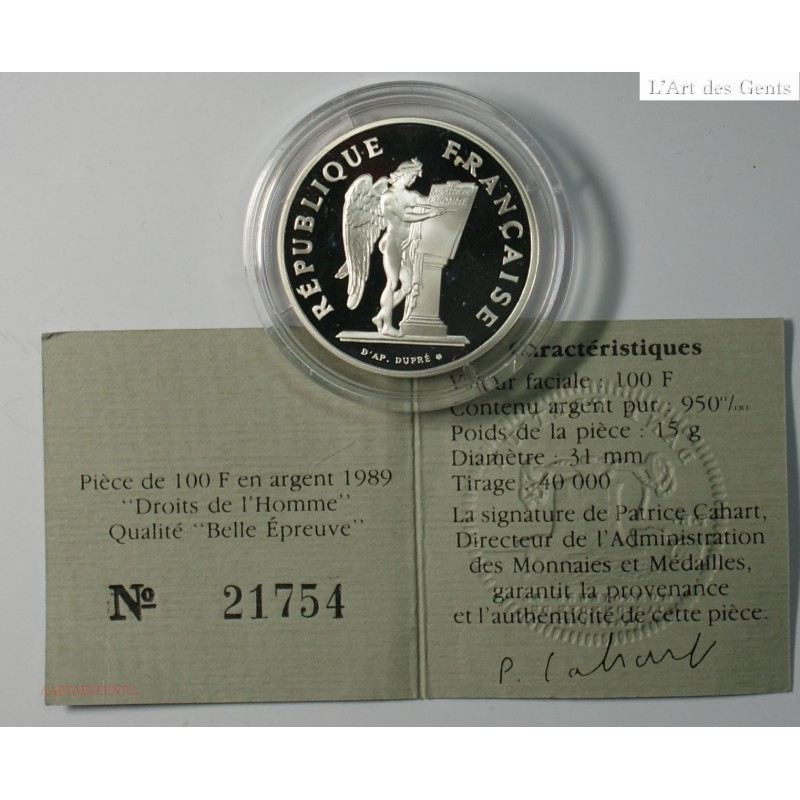 L'Art des Gents
RÉPUBLIQUE FRANÇAISE
D'AP. DUPRÉ
Pièce de 100 F en argent 1989
"Droits de l'Homme"
Qualité "Belle Épreuve"
Nº 21754
Caractéristiques
Valeur faciale : 100 F
Contenu argent pur : 950°/oo
Poids de la pièce : 15 g
Diamètre : 31 mm
Tirage : 40 000
La signature de Patrice Cahart,
Directeur de l'Administration
des Monnaies et Médailles,
garantit la provenance
et l'authenticité de cette pièce.
P. Cahart